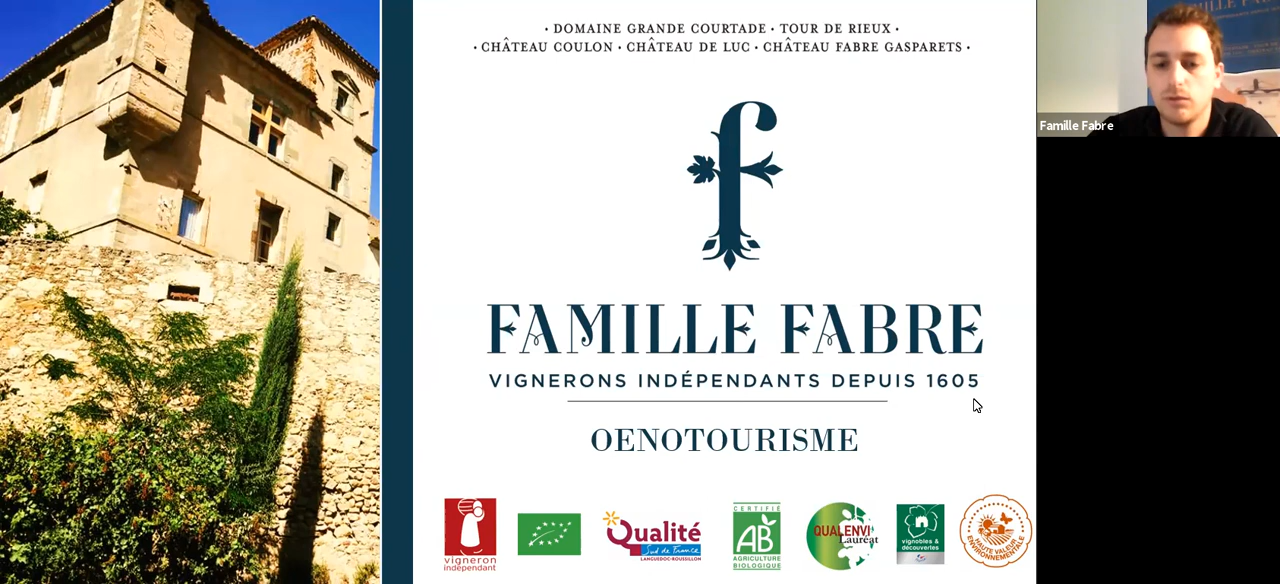 · DOMAINE GRANDE COURTADE · TOUR DE RIEUX ·
· CHÂTEAU COULON · CHÂTEAU DE LUC · CHÂTEAU FABRE GASPARETS ·
Famille Fabre
f
FAMILLE FABRE
VIGNERONS INDÉPENDANTS DEPUIS 1605
OENOTOURISME
vigneron
indépendant
Qualité
Sud de France
LANGUEDOC-ROUSSILLON
CERTIFIÉ
AB
AGRICULTURE
BIOLOGIQUE
QUALENVI
Lauréat
vignobles &
découvertes
HAUTE VALEUR
ENVIRONNEMENTALE